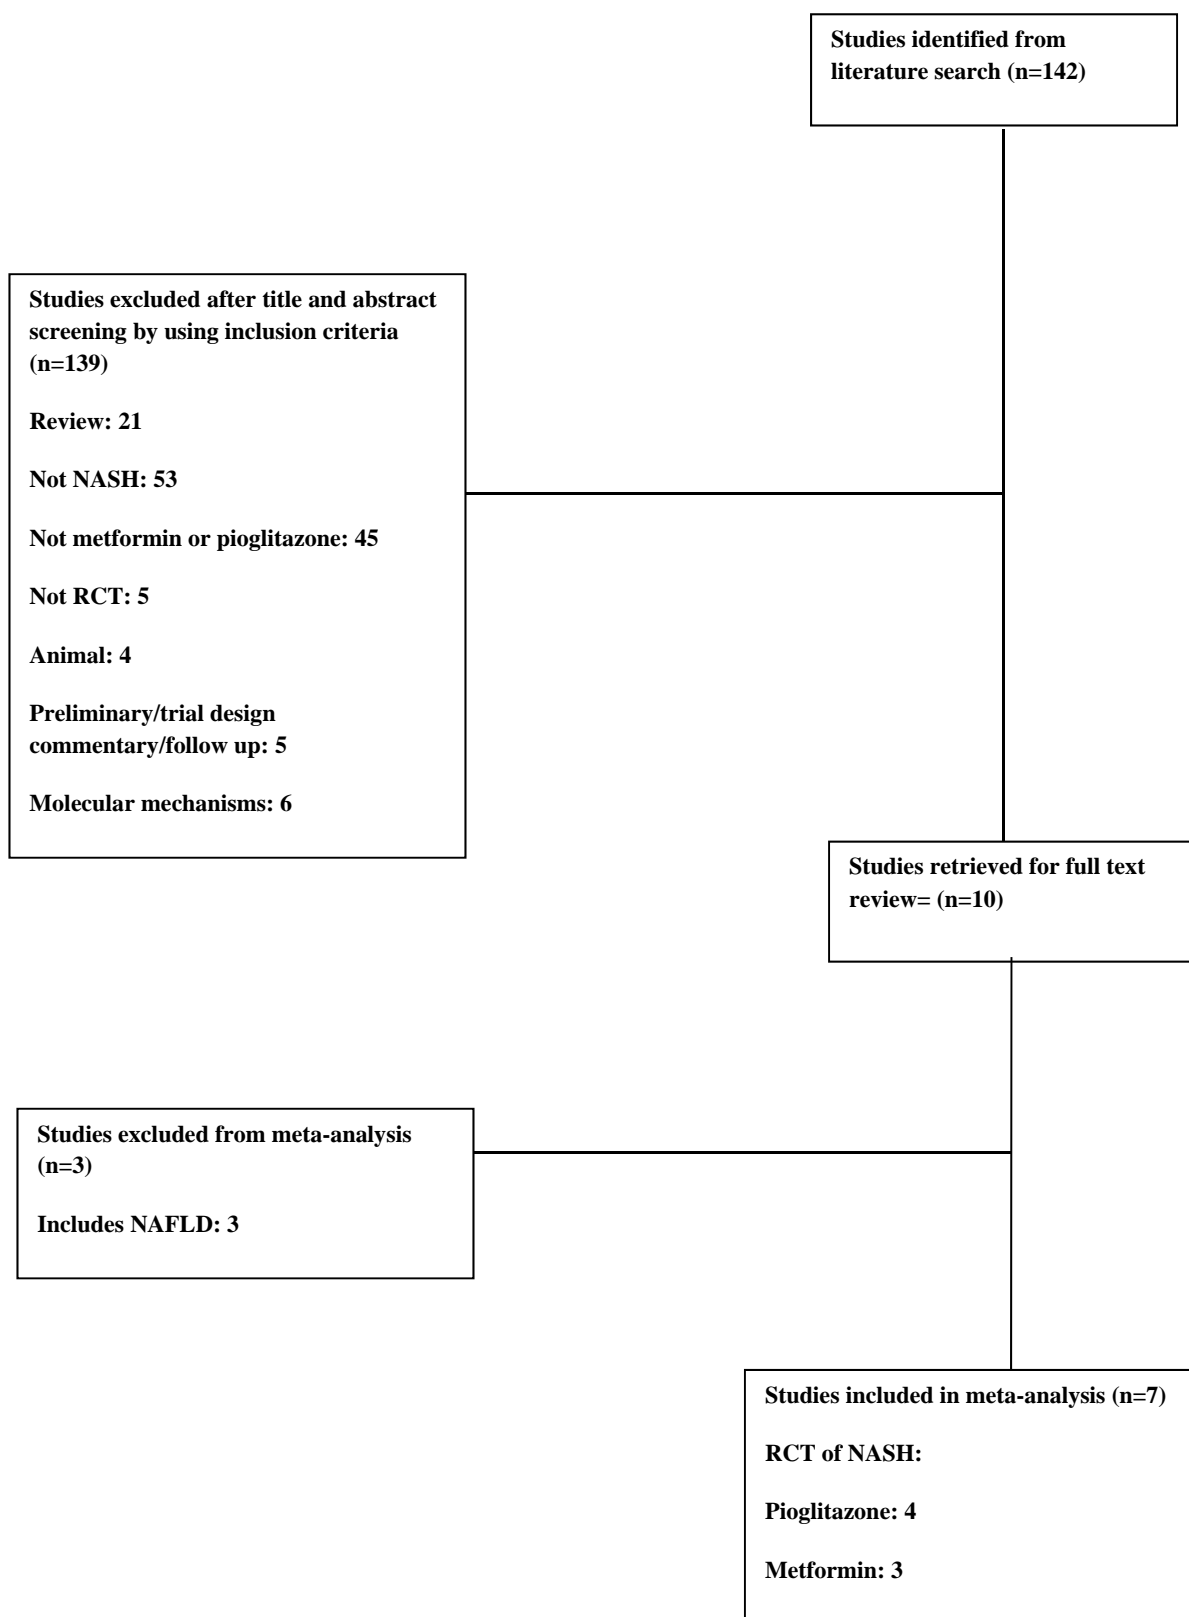 Studies identified from
literature search (n=142)
Studies excluded after title and abstract
screening by using inclusion criteria
(n=139)
Review: 21
Not NASH: 53
Not metformin or pioglitazone: 45
Not RCT: 5
Animal: 4
Preliminary/trial design
commentary/follow up: 5
Molecular mechanisms: 6
Studies retrieved for full text
review= (n=10)
Studies excluded from meta-analysis
(n=3)
Includes NAFLD: 3
Studies included in meta-analysis (n=7)
RCT of NASH:
Pioglitazone: 4
Metformin: 3